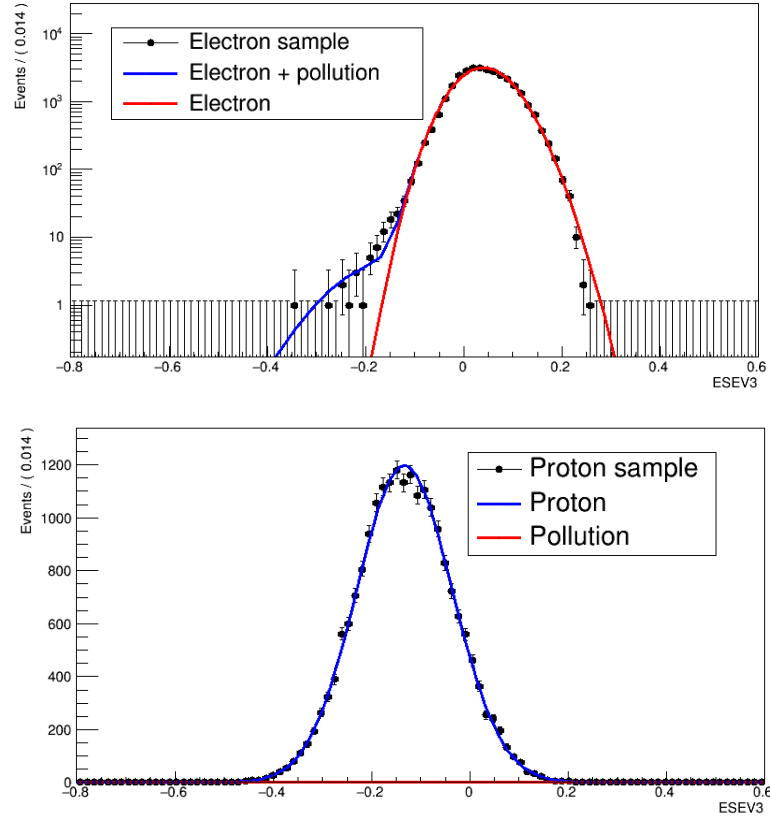 Events / ( 0.014 )
10⁴
10³
10²
10
1
Electron sample
Electron + pollution
Electron
−0.8 −0.6 −0.4 −0.2 0 0.2 0.4 0.6
ESEV3
Events / ( 0.014 )
1200
1000
800
600
400
200
0
Proton sample
Proton
Pollution
−0.8 −0.6 −0.4 −0.2 0 0.2 0.4 0.6
ESEV3